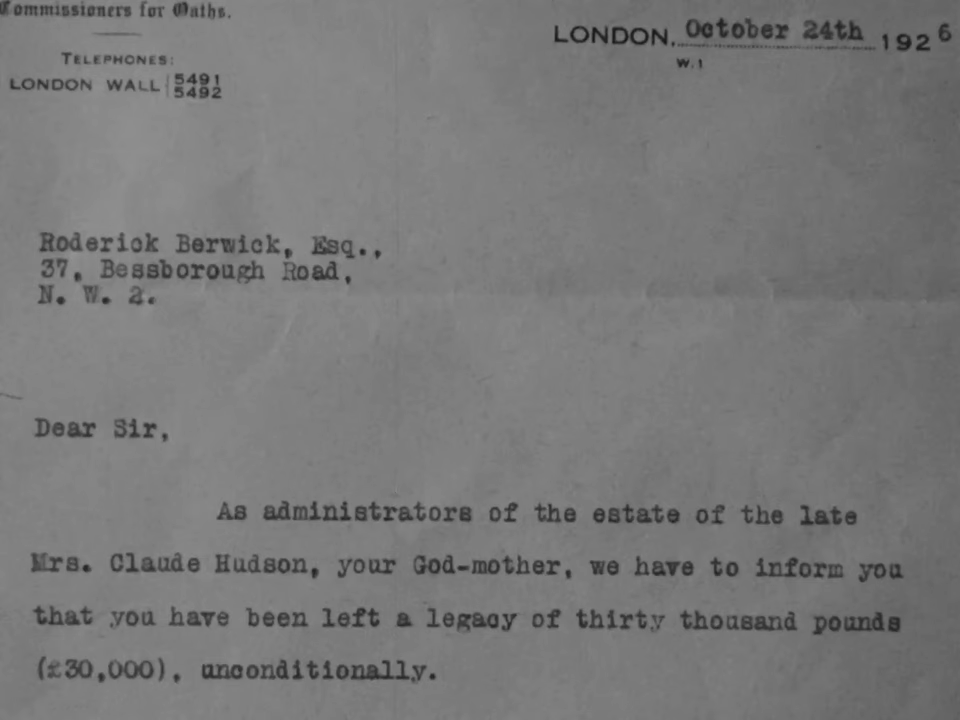 Commissioners for Oaths.
LONDON, October 24th 1926
W.1
TELEPHONES:
LONDON WALL 5491
5492
Roderick Berwick, Esq.,
37, Bessborough Road,
N. W. 2.
Dear Sir,
As administrators of the estate of the late
Mrs. Claude Hudson, your God-mother, we have to inform you
that you have been left a legacy of thirty thousand pounds
(£30,000), unconditionally.